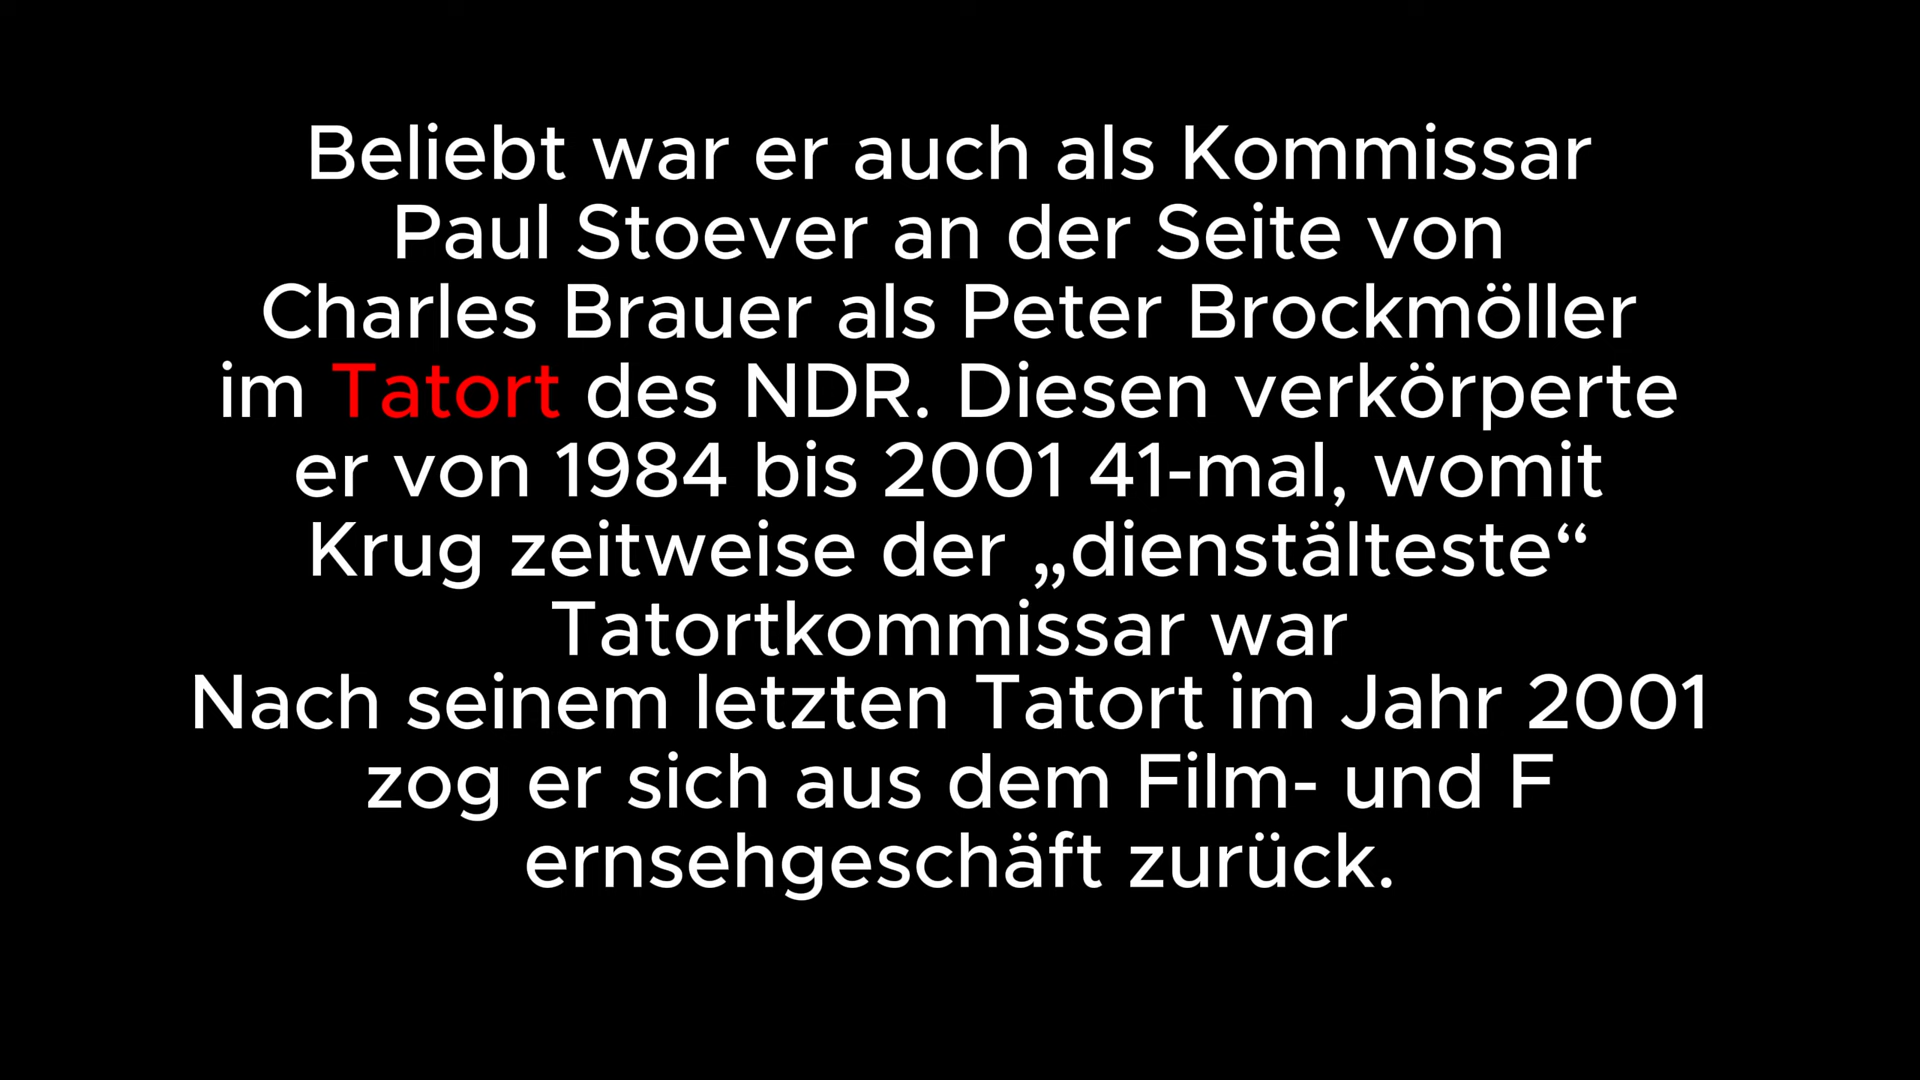 Beliebt war er auch als Kommissar
Paul Stoever an der Seite von
Charles Brauer als Peter Brockmöller
im Tatort des NDR. Diesen verkörperte
er von 1984 bis 2001 41-mal, womit
Krug zeitweise der „dienstälteste“
Tatortkommissar war
Nach seinem letzten Tatort im Jahr 2001
zog er sich aus dem Film- und F
ernsehgeschäft zurück.